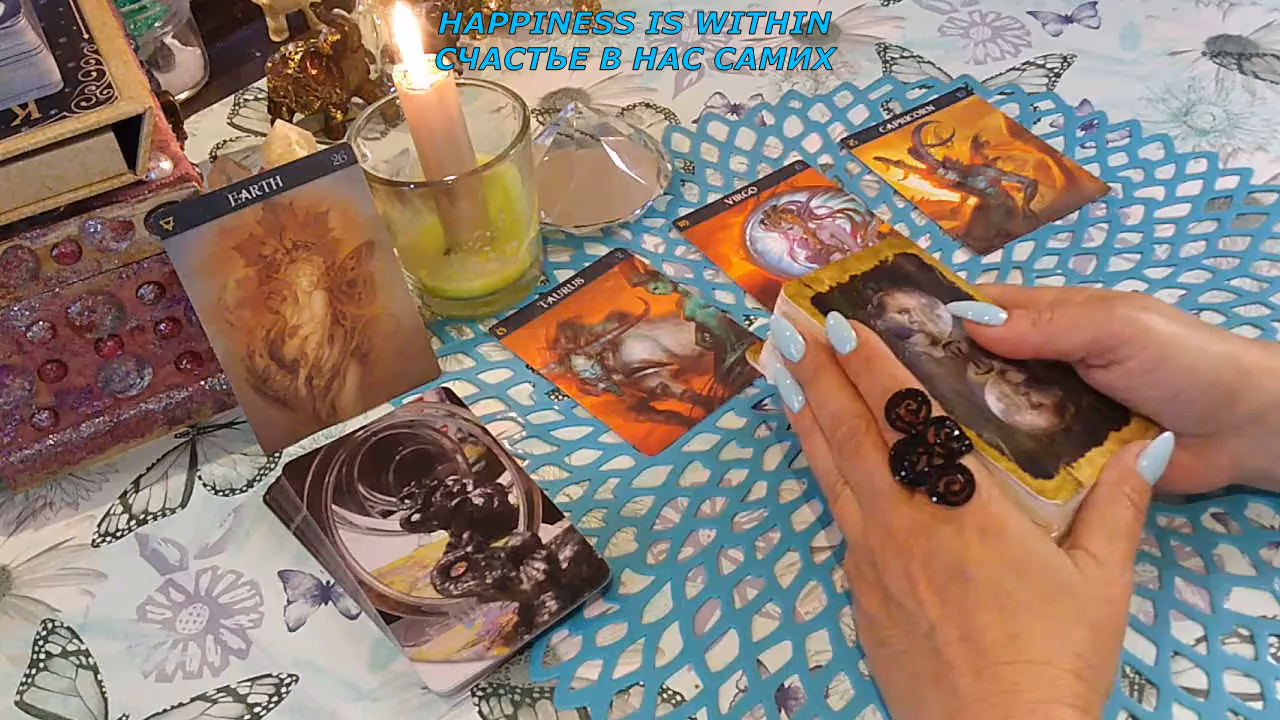 HAPPINESS IS WITHIN
СЧАСТЬЕ В НАС САМИХ
CAPRICORN
VIRGO
EARTH
26
TAURUS
K